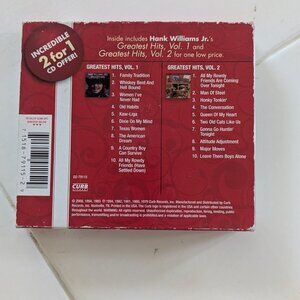 INCREDIBLE
2 for 1
CD OFFER!
Inside includes Hank Williams Jr.'s
Greatest Hits, Vol. 1 and
Greatest Hits, Vol. 2 for one low price.
GREATEST HITS, VOL. 1
1. Family Tradition
2. Whiskey Bent And Hell Bound
3. Women I've Never Had
4. Old Habits
5. Kaw-Liga
6. Dixie On My Mind
7. Texas Women
8. The American Dream
9. A Country Boy Can Survive
10. All My Rowdy Friends (Have Settled Down)
GREATEST HITS, VOL. 2
1. All My Rowdy Friends Are Coming Over Tonight
2. Man Of Steel
3. Honky Tonkin'
4. The Conversation
5. Queen Of My Heart
6. Two Old Cats Like Us
7. Gonna Go Huntin' Tonight
8. Attitude Adjustment
9. Major Moves
10. Leave Them Boys Alone
CURB